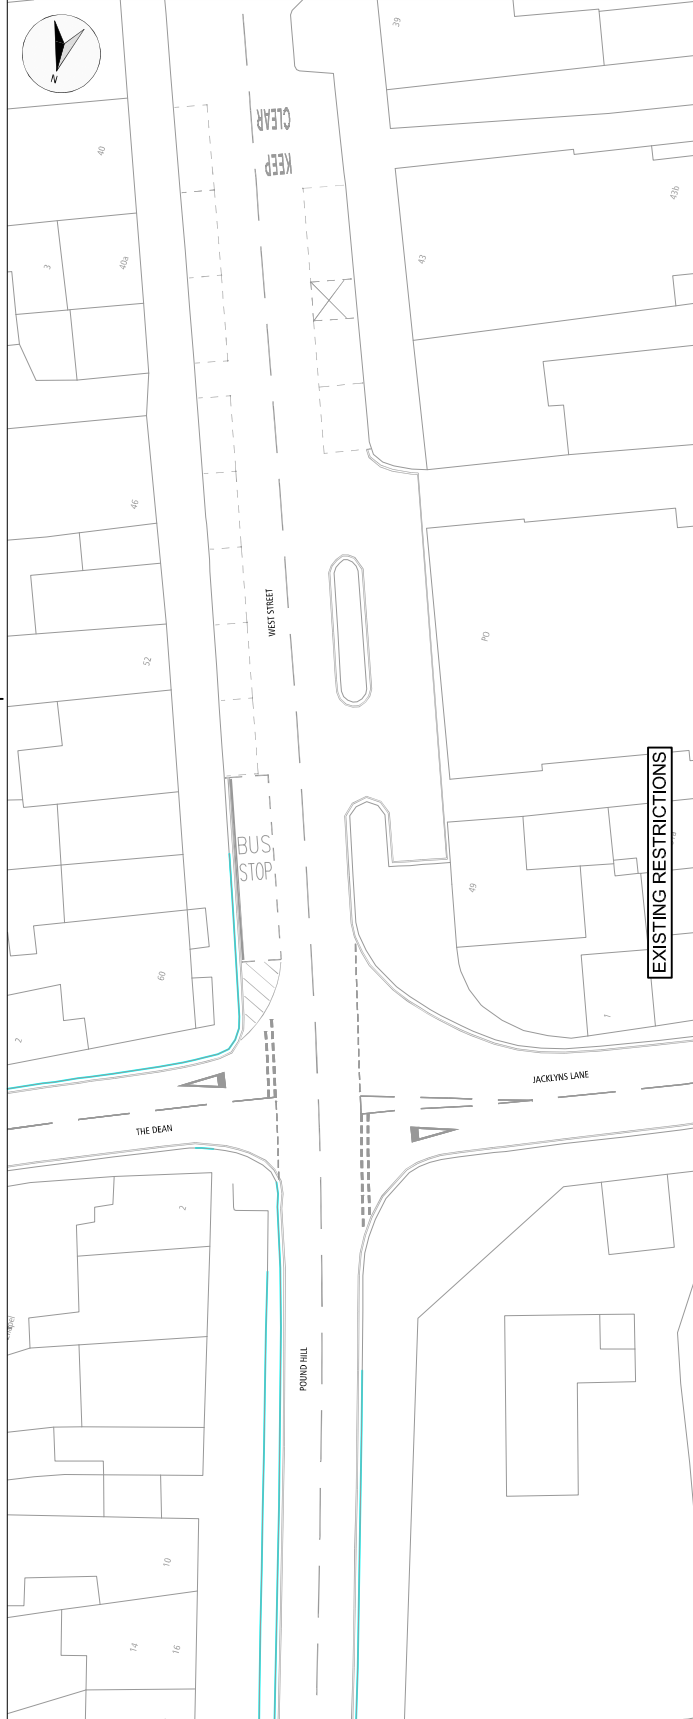 N
39
CLEAR
KEEP
40
43b
3
40a
43
46
WEST STREET
PO
52
EXISTING RESTRICTIONS
BUS
STOP
49
60
1
2
JACKLYNS LANE
THE DEAN
2
POUND HILL
10
14
16